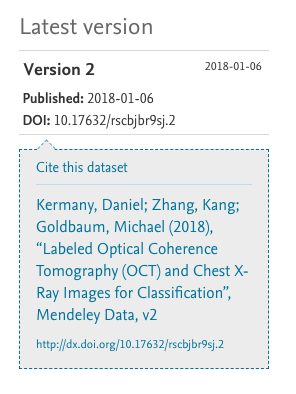 Latest version
Version 2 2018-01-06
Published: 2018-01-06
DOI: 10.17632/rscbjbr9sj.2
Cite this dataset
Kermany, Daniel; Zhang, Kang;
Goldbaum, Michael (2018),
“Labeled Optical Coherence
Tomography (OCT) and Chest X-
Ray Images for Classification”,
Mendeley Data, v2
http://dx.doi.org/10.17632/rscbjbr9sj.2